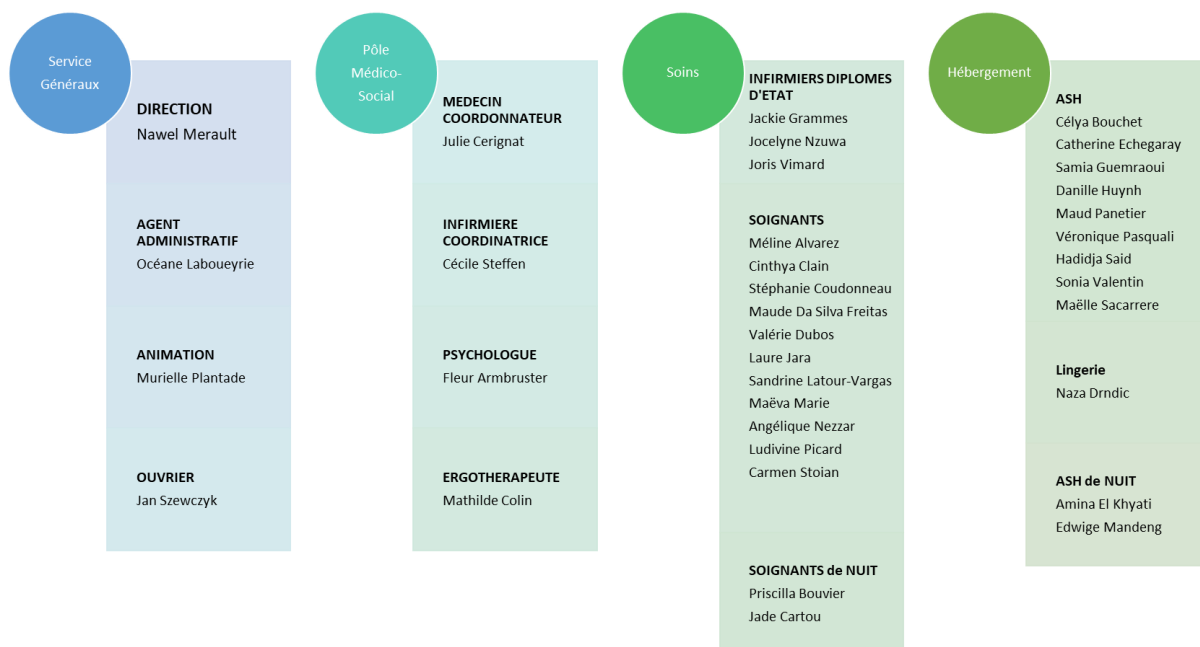 Service
Généraux
DIRECTION
Nawel Merault
AGENT
ADMINISTRATIF
Océane Laboueyrie
ANIMATION
Murielle Plantade
OUVRIER
Jan Szewczyk
Pôle
Médico-
Social
MEDECIN
COORDONNATEUR
Julie Cerignat
INFIRMIERE
COORDINATRICE
Cécile Steffen
PSYCHOLOGUE
Fleur Armbruster
ERGOTHERAPEUTE
Mathilde Colin
Soins
INFIRMIERS DIPLOMES
D'ETAT
Jackie Grammes
Jocelyne Nzuwa
Joris Vimard
SOIGNANTS
Méline Alvarez
Cinthya Clain
Stéphanie Coudonneau
Maude Da Silva Freitas
Valérie Dubos
Laure Jara
Sandrine Latour-Vargas
Maëva Marie
Angélique Nezzar
Ludivine Picard
Carmen Stoian
SOIGNANTS de NUIT
Priscilla Bouvier
Jade Cartou
Hébergement
ASH
Célya Bouchet
Catherine Echegaray
Samia Guemraoui
Danille Huynh
Maud Panetier
Véronique Pasquali
Hadidja Said
Sonia Valentin
Maëlle Sacarrere
Lingerie
Naza Drndic
ASH de NUIT
Amina El Khyati
Edwige Mandeng